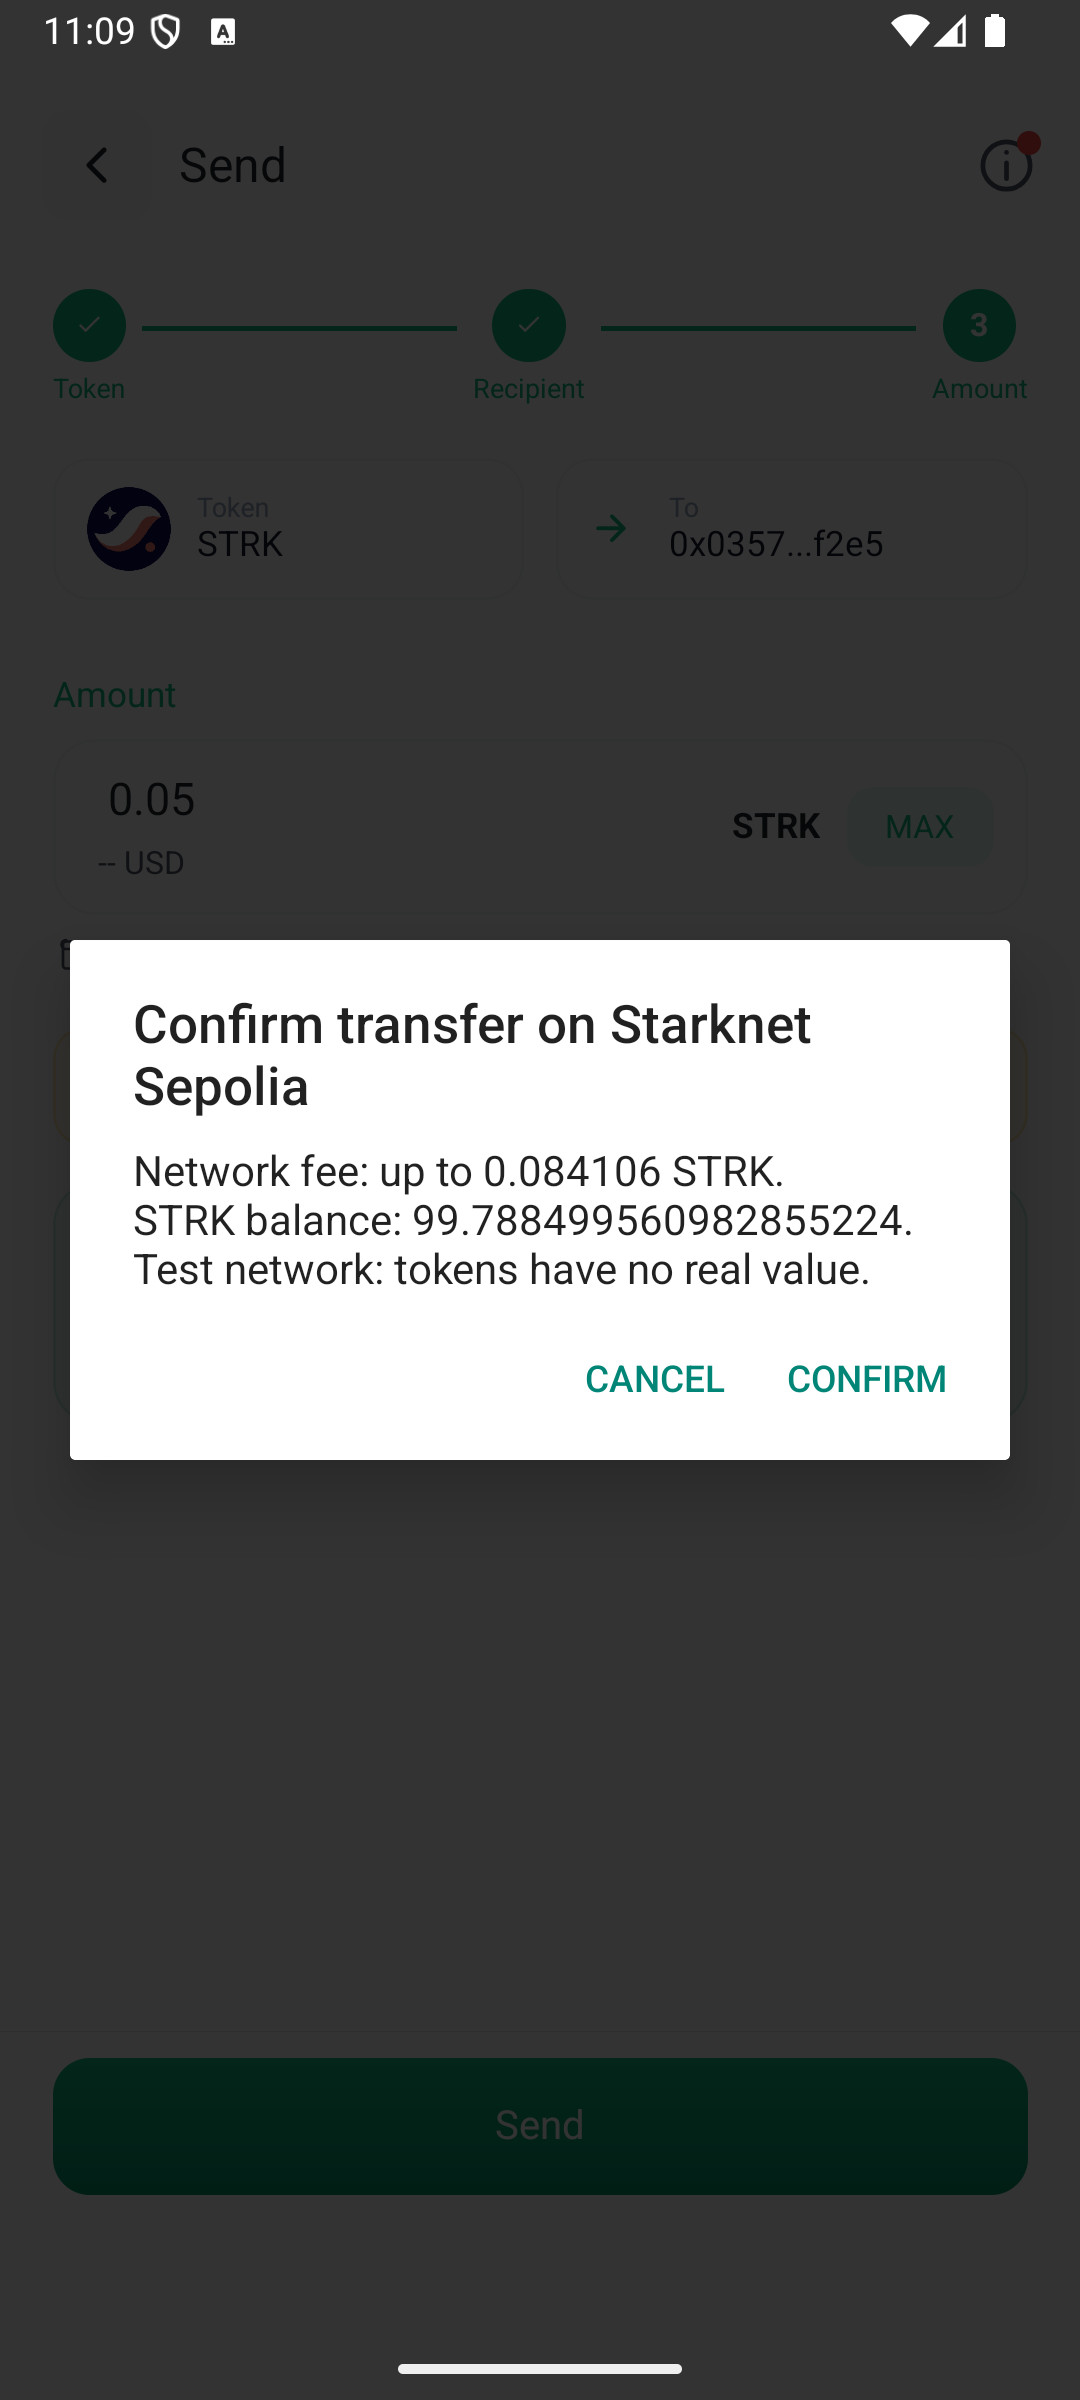 11:09
Send
3
Token
Recipient
Amount
Token
STRK
To
0x0357...f2e5
Amount
0.05
STRK
MAX
-- USD
Confirm transfer on Starknet
Sepolia
Network fee: up to 0.084106 STRK.
STRK balance: 99.788499560982855224.
Test network: tokens have no real value.
CANCEL
CONFIRM
Send